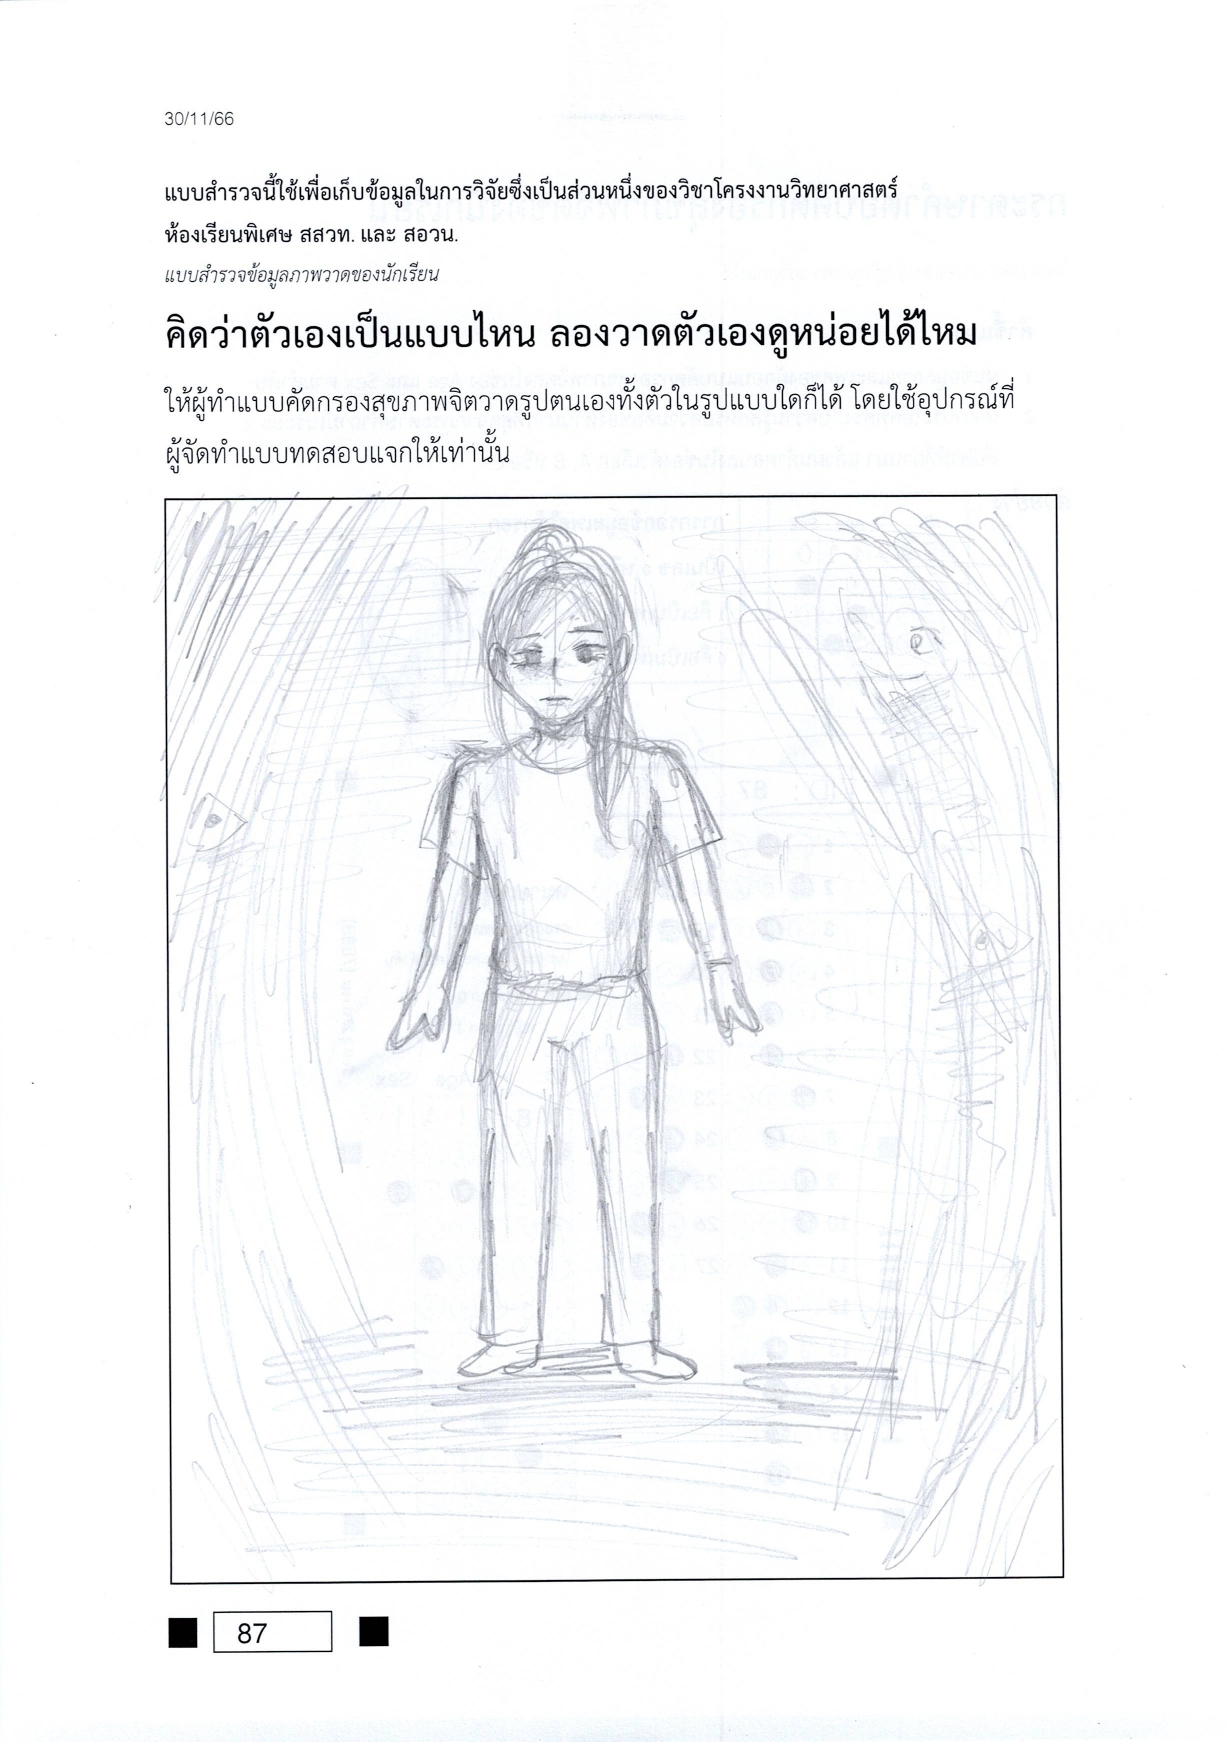 30/11/66
แบบสำรวจนี้ใช้เพื่อเก็บข้อมูลในการวิจัยซึ่งเป็นส่วนหนึ่งของวิชาโครงงานวิทยาศาสตร์
ห้องเรียนพิเศษ สสวท. และ สอวน.
แบบสำรวจข้อมูลภาพวาดของนักเรียน
คิดว่าตัวเองเป็นแบบไหน ลองวาดตัวเองดูหน่อยได้ไหม
ให้ผู้ทำแบบคัดกรองสุขภาพจิตวาดรูปตนเองทั้งตัวในรูปแบบใดก็ได้ โดยใช้อุปกรณ์ที่
ผู้จัดทำแบบทดสอบแจกให้เท่านั้น
87